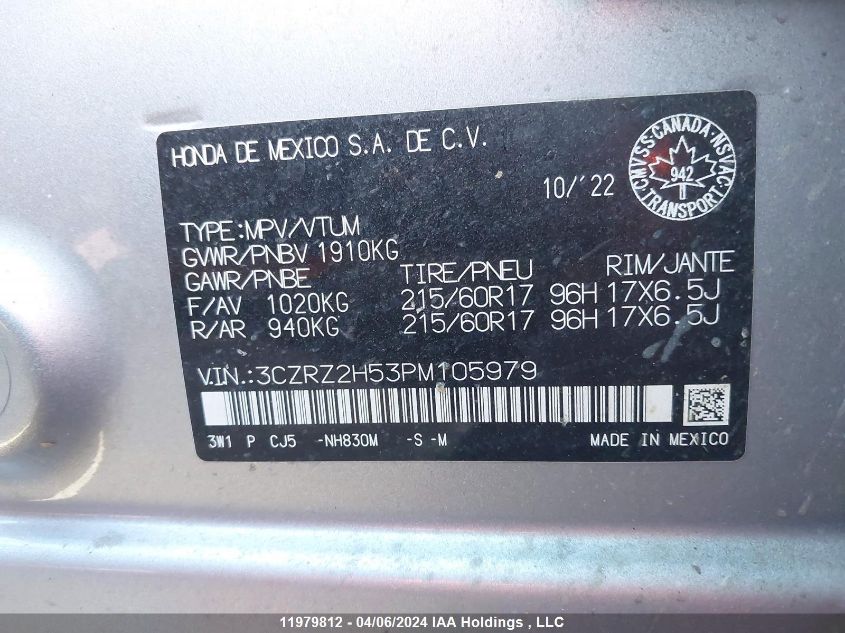 HONDA DE MEXICO S.A. DE C.V.
10/'22
CMVSS·CANADA·NSVAC
942
TRANSPORT
TYPE:MPV/VTUM
GVWR/PNBV 1910KG
GAWR/PNBE TIRE/PNEU RIM/JANTE
F/AV 1020KG 215/60R17 96H 17X6.5J
R/AR 940KG 215/60R17 96H 17X6.5J
V.I.N.:3CZRZ2H53PM105979
3W1 P CJ5 -NH830M -S -M MADE IN MEXICO
11979812 - 04/06/2024 IAA Holdings , LLC